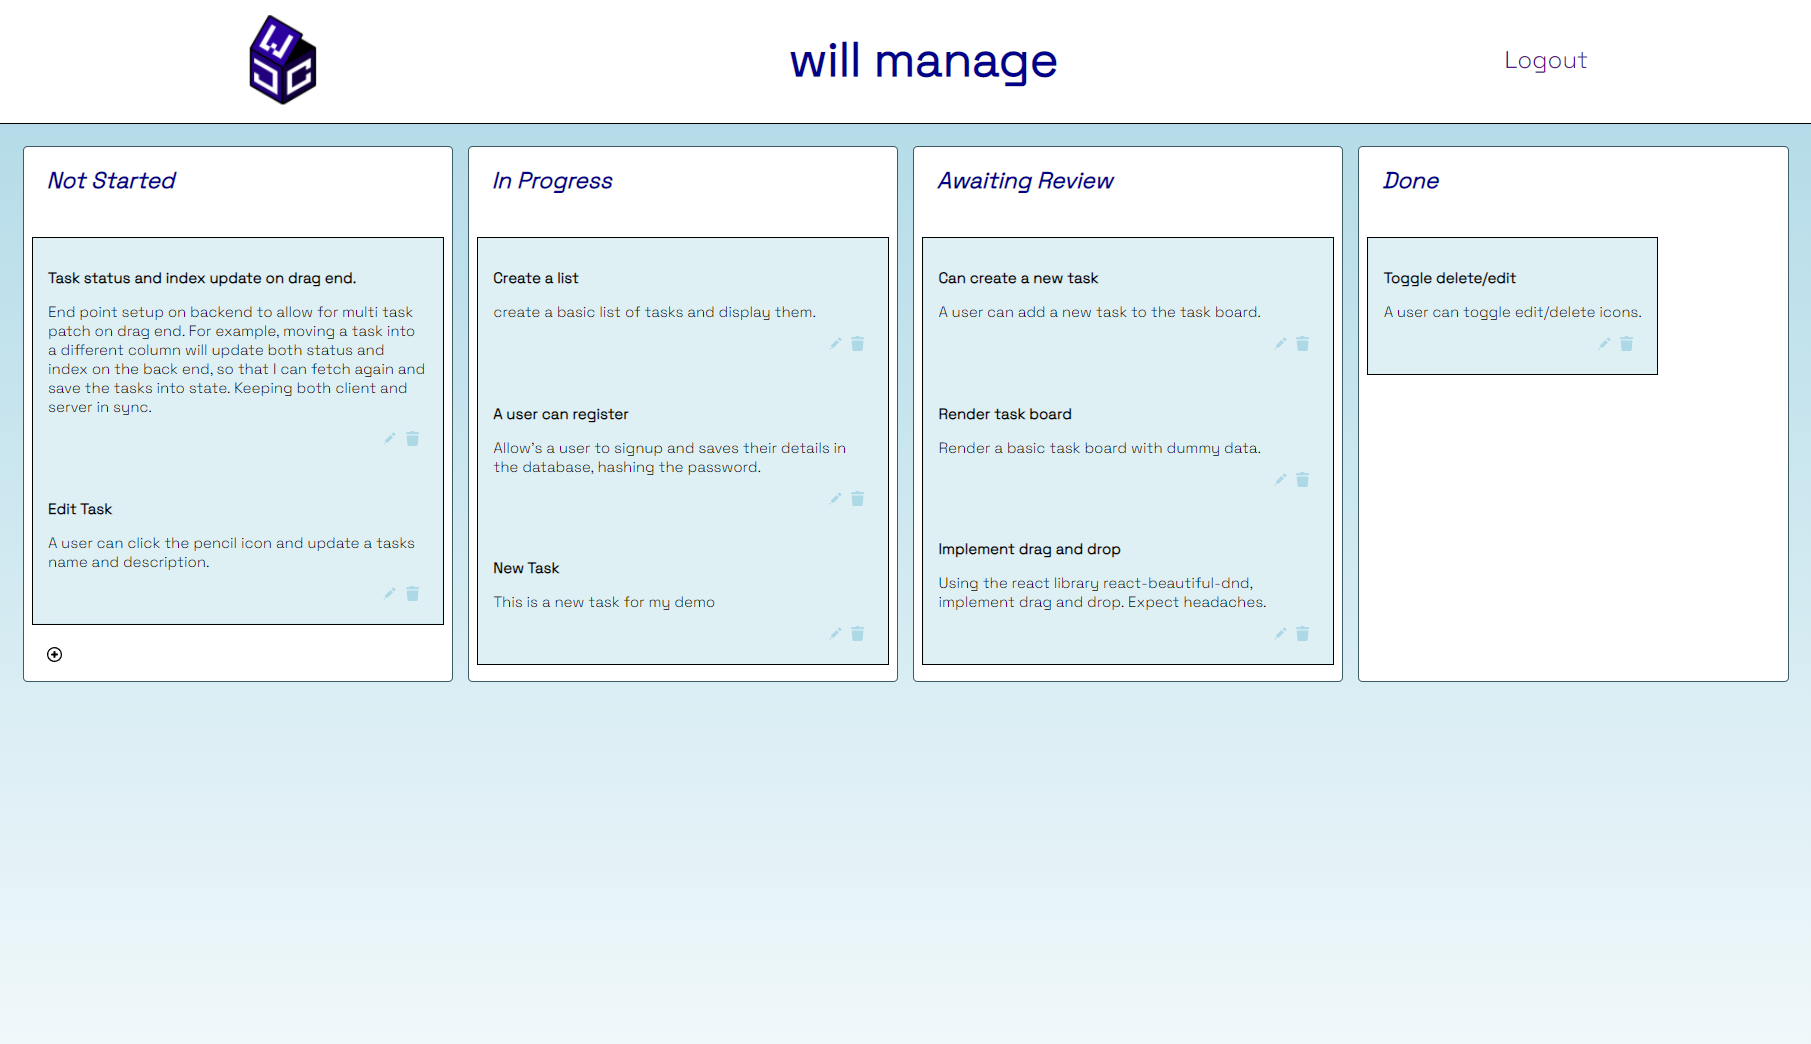 WJC
will manage
Logout
Not Started
Task status and index update on drag end.
End point setup on backend to allow for multi task
patch on drag end. For example, moving a task into
a different column will update both status and
index on the back end, so that I can fetch again and
save the tasks into state. Keeping both client and
server in sync.
Edit Task
A user can click the pencil icon and update a tasks
name and description.
In Progress
Create a list
create a basic list of tasks and display them.
A user can register
Allow's a user to signup and saves their details in
the database, hashing the password.
New Task
This is a new task for my demo
Awaiting Review
Can create a new task
A user can add a new task to the task board.
Render task board
Render a basic task board with dummy data.
Implement drag and drop
Using the react library react-beautiful-dnd,
implement drag and drop. Expect headaches.
Done
Toggle delete/edit
A user can toggle edit/delete icons.